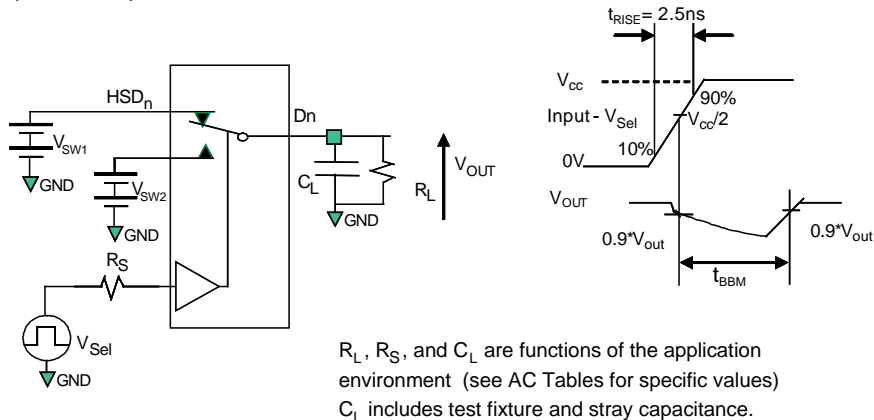 t_RISE = 2.5ns
HSD_n
Dn
V_SW1
GND
V_SW2
GND
C_L
R_L
V_OUT
GND
R_S
V_Sel
GND
V_cc
90%
Input - V_Sel
V_cc/2
10%
0V
V_OUT
0.9*V_out
0.9*V_out
t_BBM
R_L, R_S, and C_L are functions of the application
environment (see AC Tables for specific values)
C_L includes test fixture and stray capacitance.